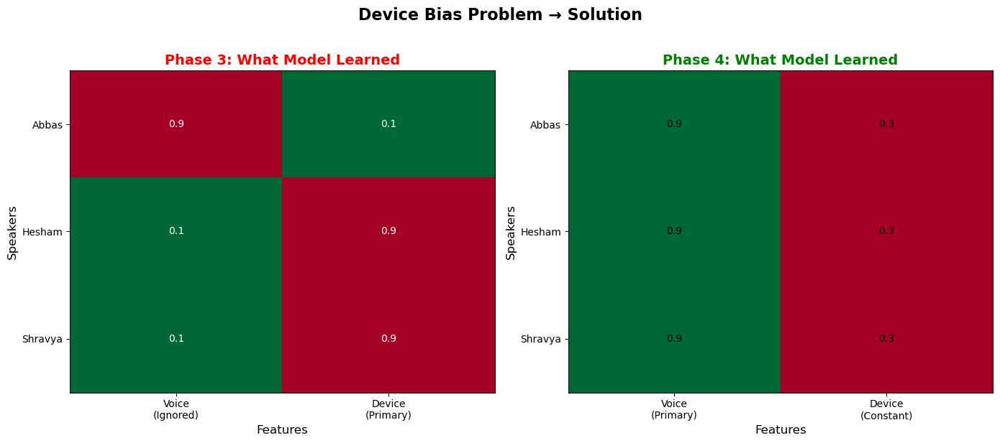 Device Bias Problem → Solution
Phase 3: What Model Learned
Speakers
Abbas
0.9 0.1
Hesham
0.1 0.9
Shravya
0.1 0.9
Voice
(Ignored)
Device
(Primary)
Features
Phase 4: What Model Learned
Speakers
Abbas
0.9 0.3
Hesham
0.9 0.3
Shravya
0.9 0.3
Voice
(Primary)
Device
(Constant)
Features